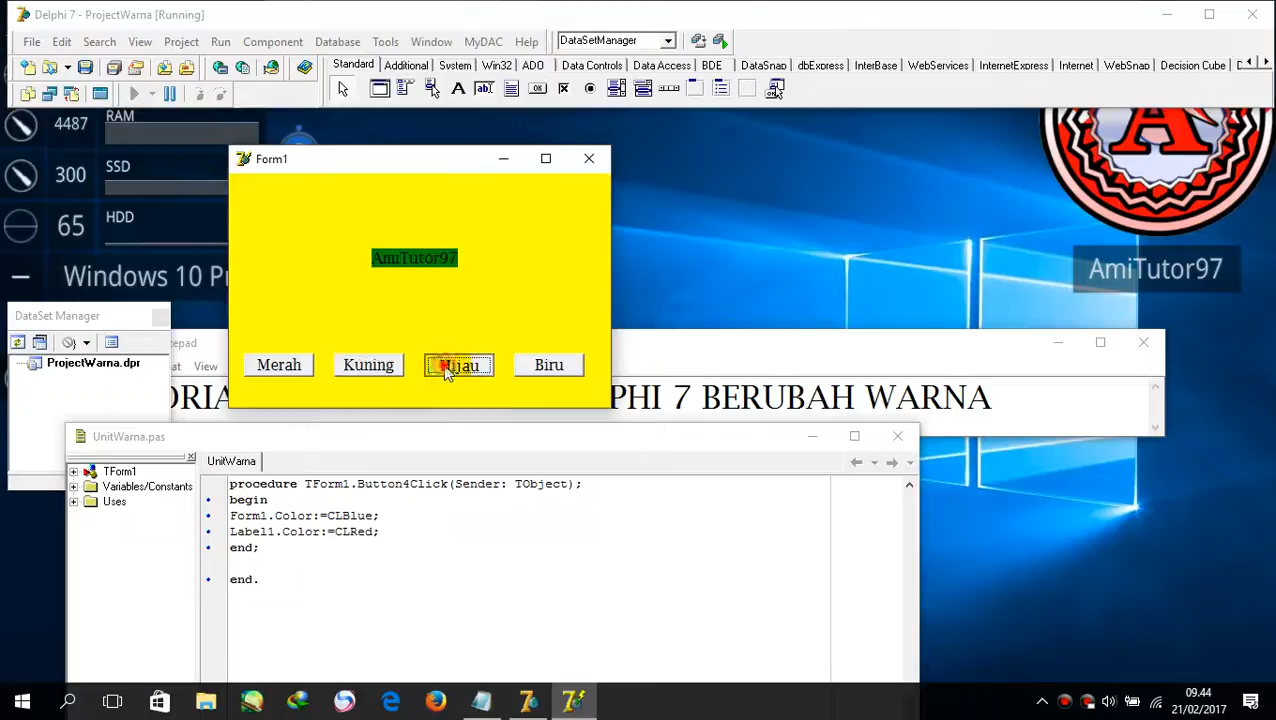 Delphi 7 - ProjectWarna [Running]
File Edit Search View Project Run Component Database Tools Window MyDAC Help
DataSetManager
Standard Additional System Win32 ADO Data Controls Data Access BDE DataSnap dbExpress InterBase WebServices InternetExpress Internet WebSnap Decision Cube
4487 RAM
300 SSD
65 HDD
Windows 10 Pr
AmiTutor97
Form1
AmiTutor97
Merah Kuning Hijau Biru
DataSet Manager
ProjectWarna.dpr
View
PHI 7 BERUBAH WARNA
UnitWarna.pas
TForm1
Variables/Constants
Uses
UnitWarna
procedure TForm1.Button4Click(Sender: TObject);
begin
Form1.Color:=CLBlue;
Label1.Color:=CLRed;
end;
end.
09.44
21/02/2017